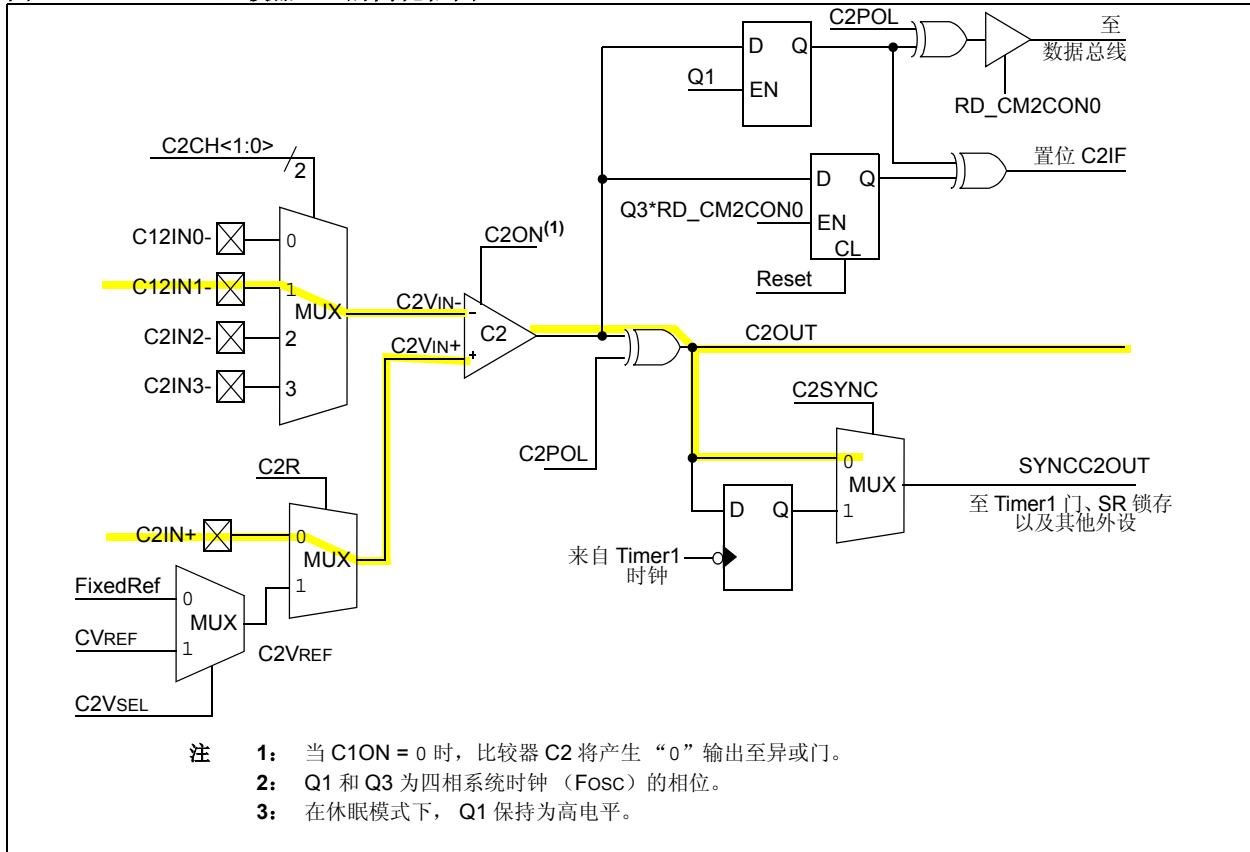 C2POL
至
数据总线
D Q
Q1
EN
RD_CM2CON0
C2CH<1:0>
2
置位 C2IF
D Q
Q3*RD_CM2CON0
EN
CL
Reset
C2ON(1)
C12IN0-
0
C12IN1-
1
MUX
C2IN2-
2
C2IN3-
3
C2VIN-
C2VIN+
C2
C2OUT
C2SYNC
C2POL
0
MUX
1
SYNCC2OUT
至 Timer1 门、SR 锁存
以及其他外设
D Q
来自 Timer1
时钟
C2R
C2IN+
0
MUX
1
FixedRef
0
MUX
CVREF
1
C2VREF
C2VSEL
注 1: 当 C1ON = 0 时，比较器 C2 将产生 “0”输出至异或门。
2: Q1 和 Q3 为四相系统时钟 （FOSC）的相位。
3: 在休眠模式下， Q1 保持为高电平。